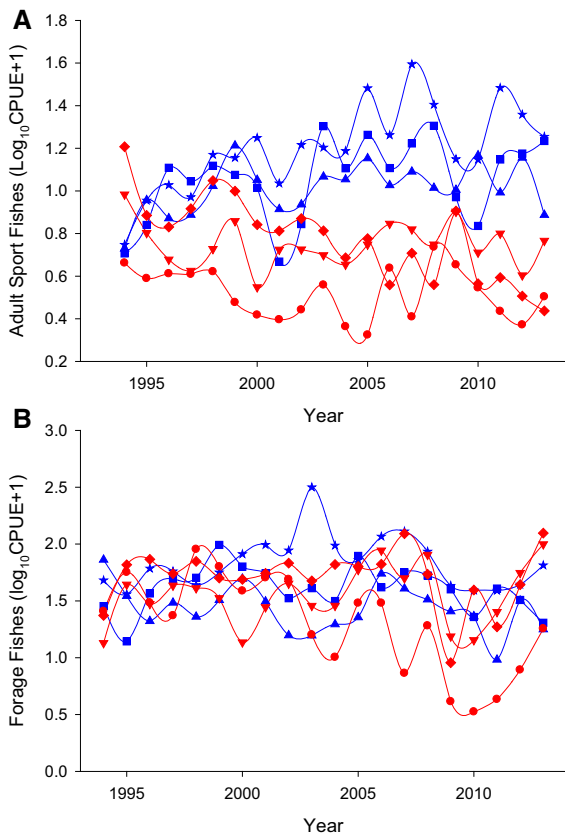 A
Adult Sport Fishes (Log₁₀CPUE+1)
1.8
1.6
1.4
1.2
1.0
0.8
0.6
0.4
0.2
1995 2000 2005 2010
Year
B
Forage Fishes (log₁₀CPUE+1)
3.0
2.5
2.0
1.5
1.0
0.5
0.0
1995 2000 2005 2010
Year